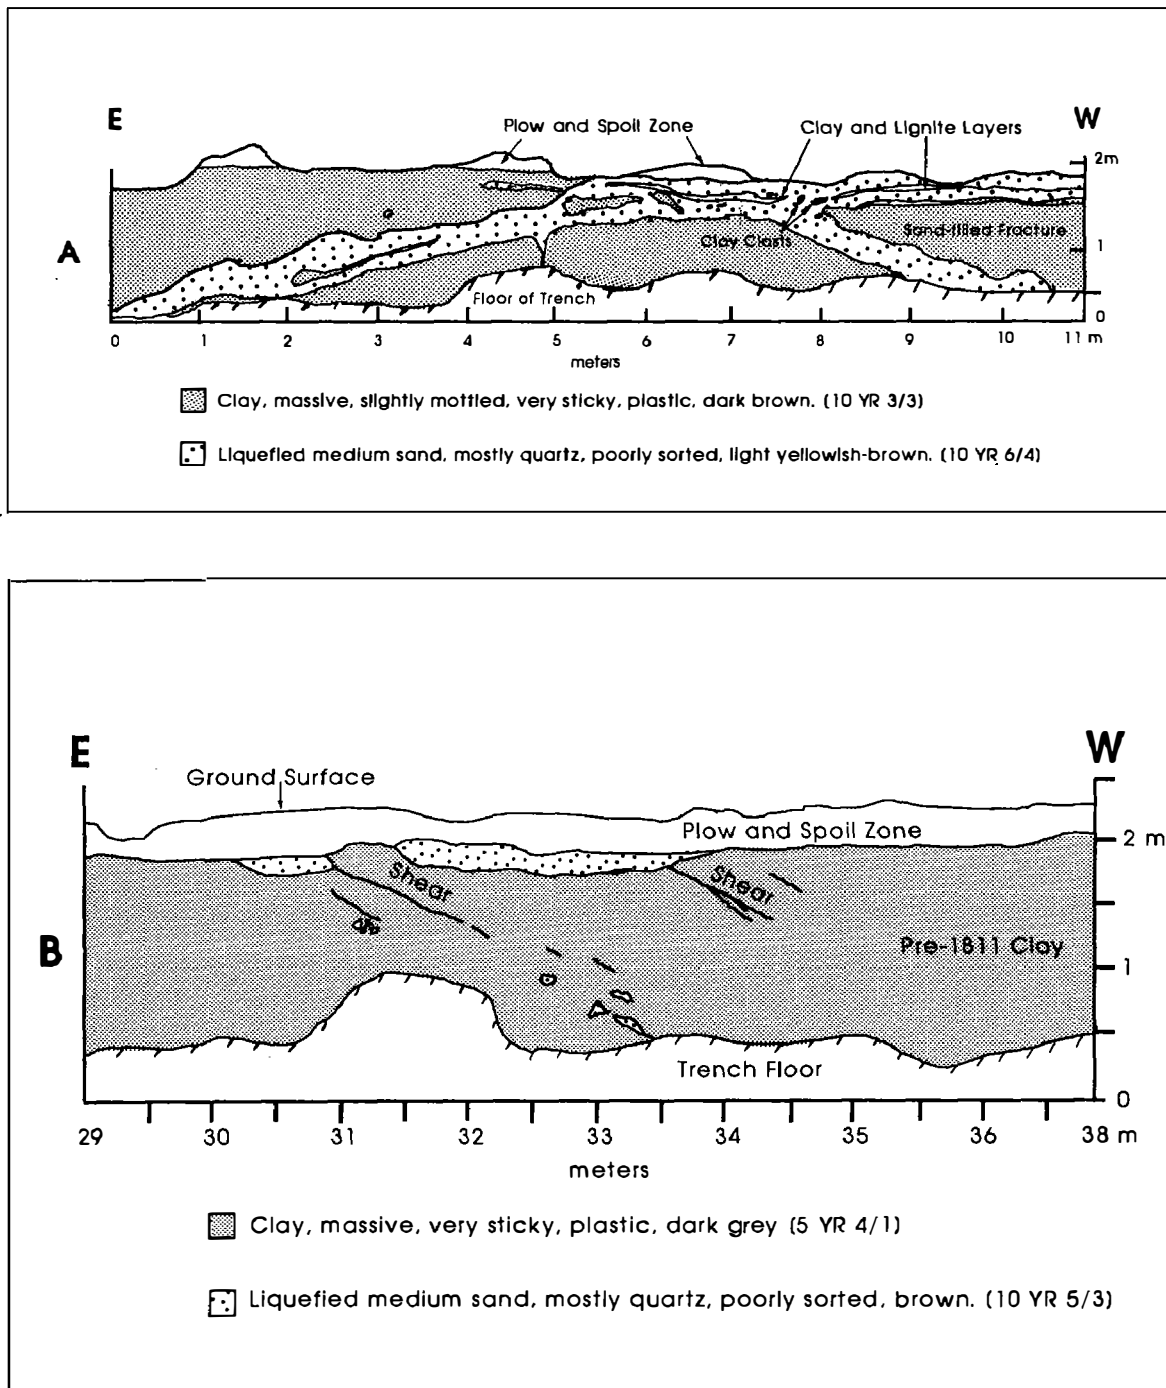 E
W
Plow and Spoil Zone
Clay and Lignite Layers
2m
Sand-filled Fracture
Clay Clasts
1
A
Floor of Trench
0
0 1 2 3 4 5 6 7 8 9 10 11 m
meters
Clay, massive, slightly mottled, very sticky, plastic, dark brown. (10 YR 3/3)
Liquefied medium sand, mostly quartz, poorly sorted, light yellowish-brown. (10 YR 6/4)
E
W
Ground Surface
Plow and Spoil Zone
2 m
Shear
Shear
Pre-1811 Clay
B
1
Trench Floor
0
29 30 31 32 33 34 35 36 38 m
meters
Clay, massive, very sticky, plastic, dark grey (5 YR 4/1)
Liquefied medium sand, mostly quartz, poorly sorted, brown. (10 YR 5/3)